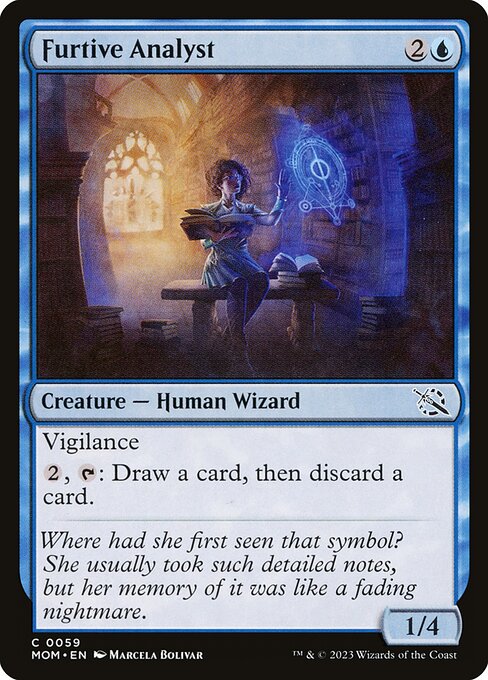 Furtive Analyst 2
Creature — Human Wizard
Vigilance
2, : Draw a card, then discard a
card.
Where had she first seen that symbol?
She usually took such detailed notes,
but her memory of it was like a fading
nightmare.
1/4
C 0059
MOM • EN Marcela Bolivar
™ & © 2023 Wizards of the Coast